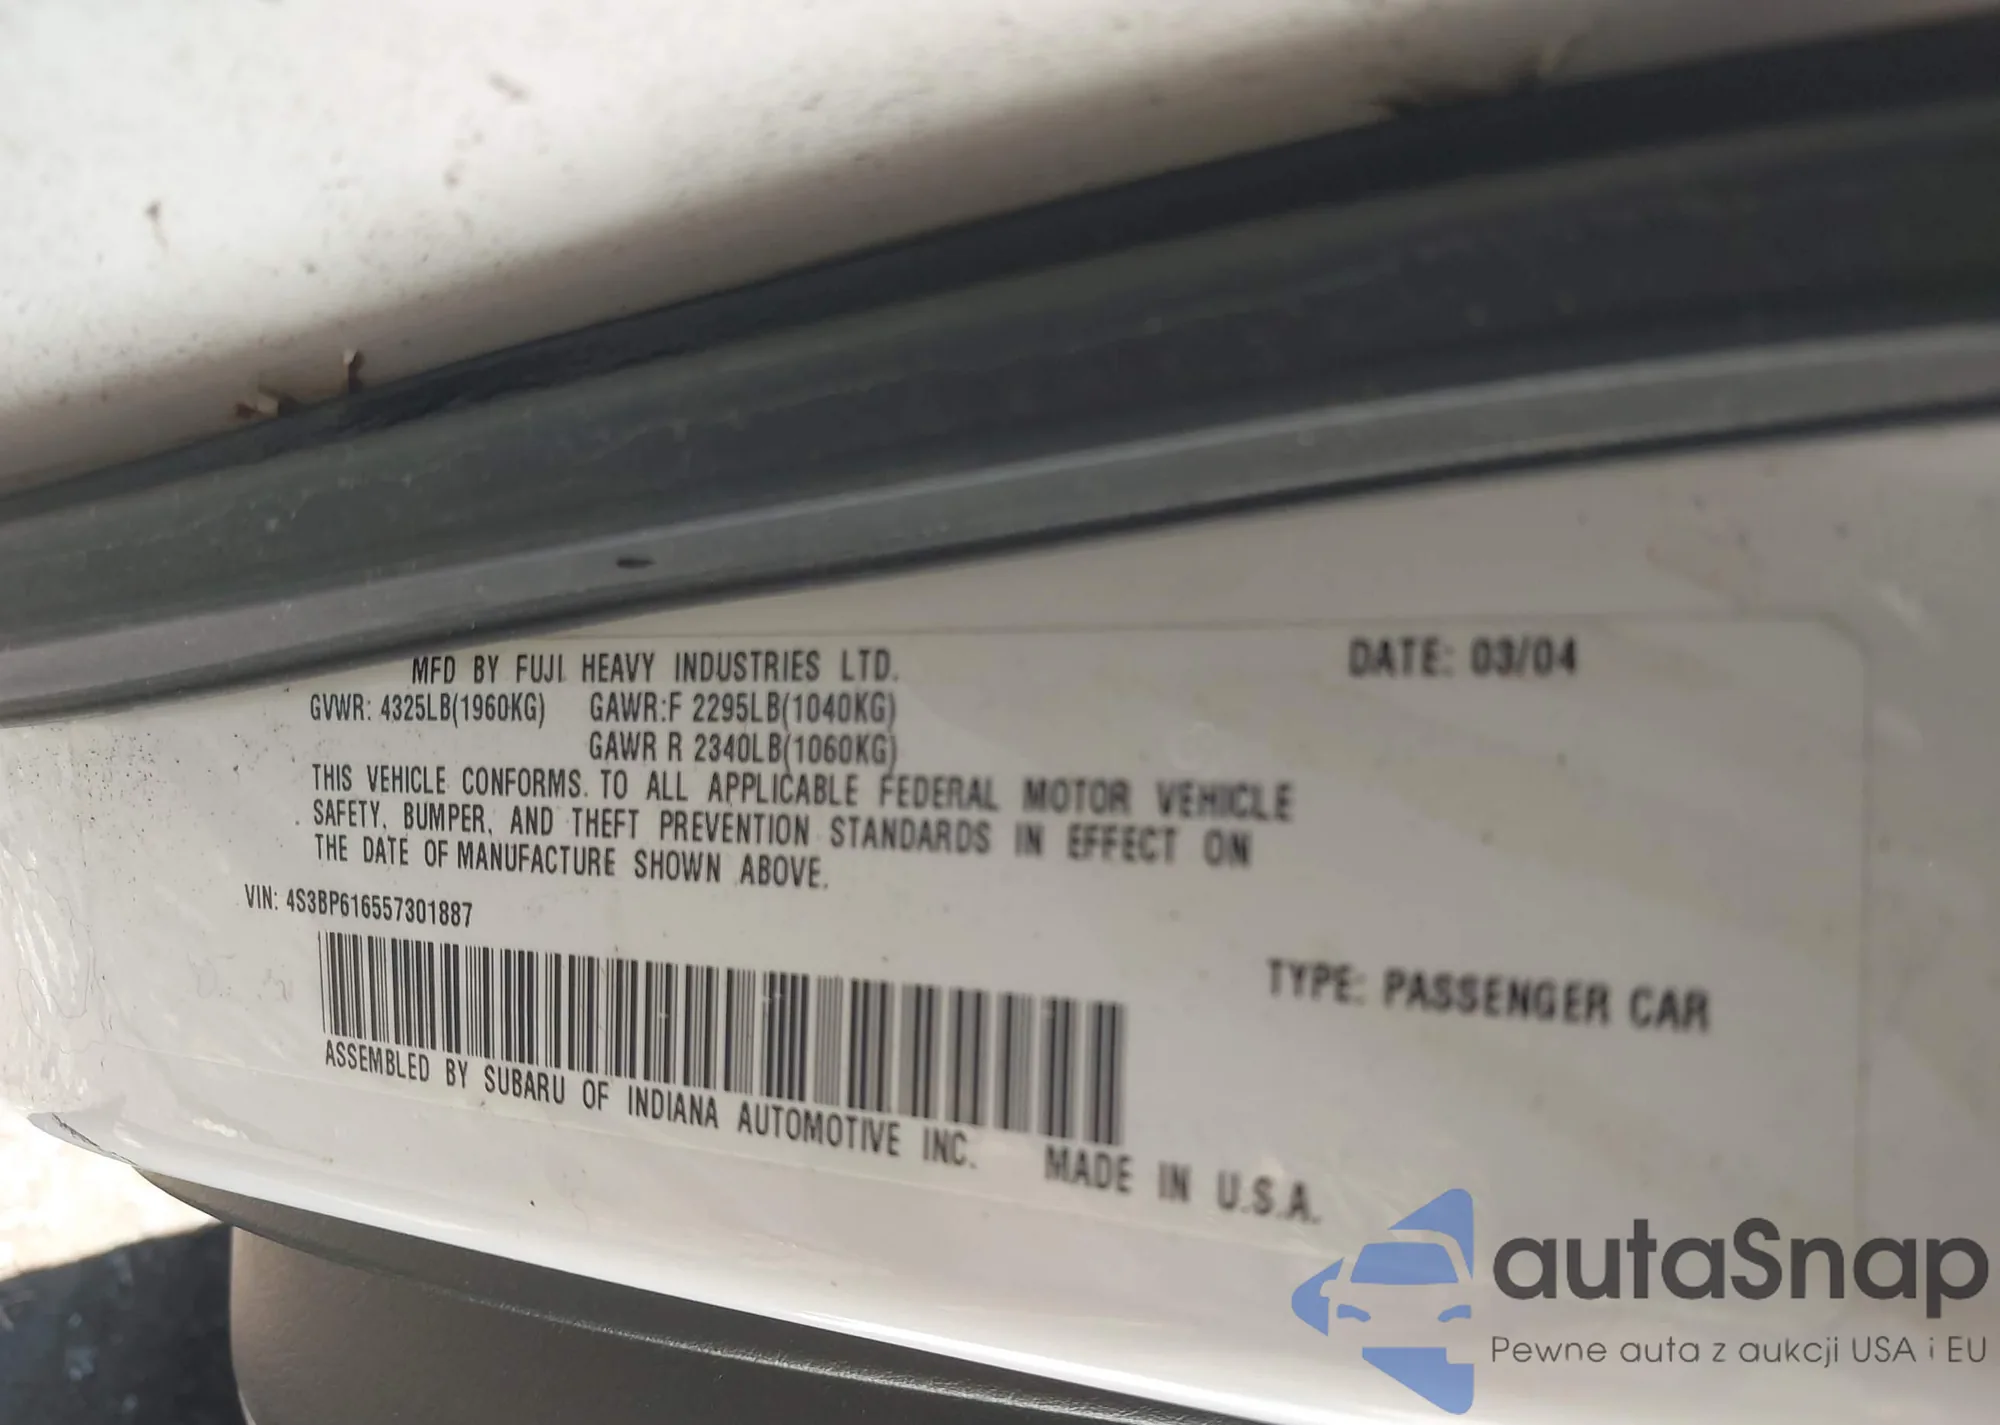 MFD BY FUJI HEAVY INDUSTRIES LTD.
DATE: 03/04
GVWR: 4325LB(1960KG) GAWR:F 2295LB(1040KG)
GAWR R 2340LB(1060KG)
THIS VEHICLE CONFORMS TO ALL APPLICABLE FEDERAL MOTOR VEHICLE
SAFETY, BUMPER, AND THEFT PREVENTION STANDARDS IN EFFECT ON
THE DATE OF MANUFACTURE SHOWN ABOVE.
VIN: 4S3BP616557301887
TYPE: PASSENGER CAR
ASSEMBLED BY SUBARU OF INDIANA AUTOMOTIVE INC. MADE IN U.S.A.
autaSnap
Pewne auta z aukcji USA i EU